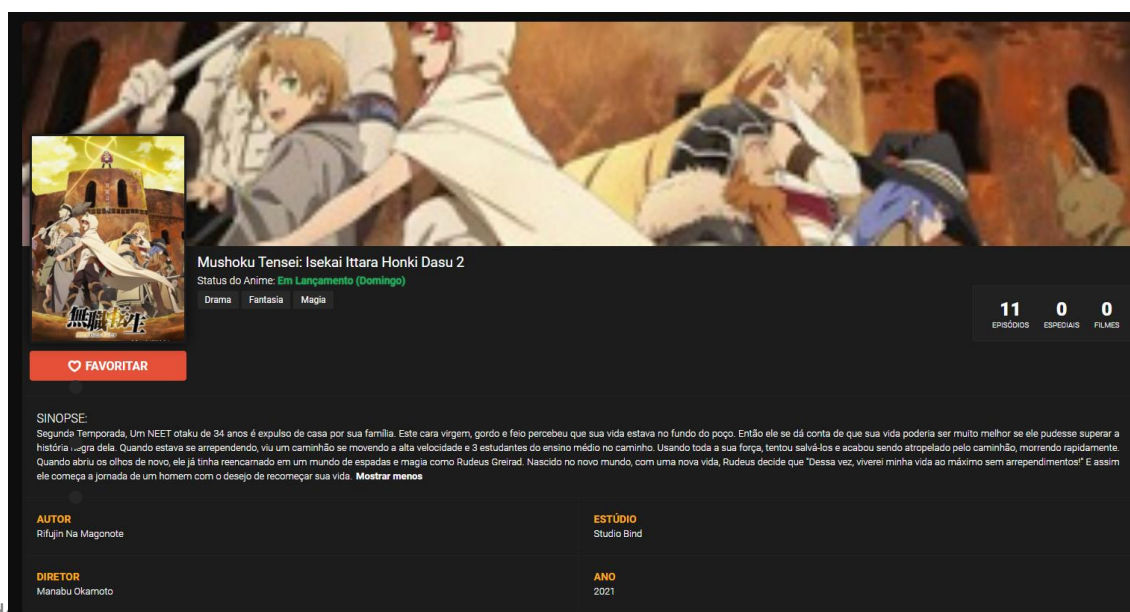 無職転生
Mushoku Tensei: Isekai Ittara Honki Dasu 2
Status do Anime: Em Lançamento (Domingo)
Drama Fantasia Magia
11 0 0
EPISÓDIOS ESPECIAIS FILMES
FAVORITAR
SINOPSE:
Segunda Temporada, Um NEET otaku de 34 anos é expulso de casa por sua família. Este cara virgem, gordo e feio percebeu que sua vida estava no fundo do poço. Então ele se dá conta de que sua vida poderia ser muito melhor se ele pudesse superar a
história negra dela. Quando estava se arrependendo, viu um caminhão se movendo a alta velocidade e 3 estudantes do ensino médio no caminho. Usando toda a sua força, tentou salvá-los e acabou sendo atropelado pelo caminhão, morrendo rapidamente.
Quando abriu os olhos de novo, ele já tinha reencarnado em um mundo de espadas e magia como Rudeus Greirad. Nascido no novo mundo, com uma nova vida, Rudeus decide que "Dessa vez, viverei minha vida ao máximo sem arrependimentos!" E assim
ele começa a jornada de um homem com o desejo de recomeçar sua vida. Mostrar menos
AUTOR
Rifujin Na Magonote
ESTÚDIO
Studio Bind
DIRETOR
Manabu Okamoto
ANO
2021